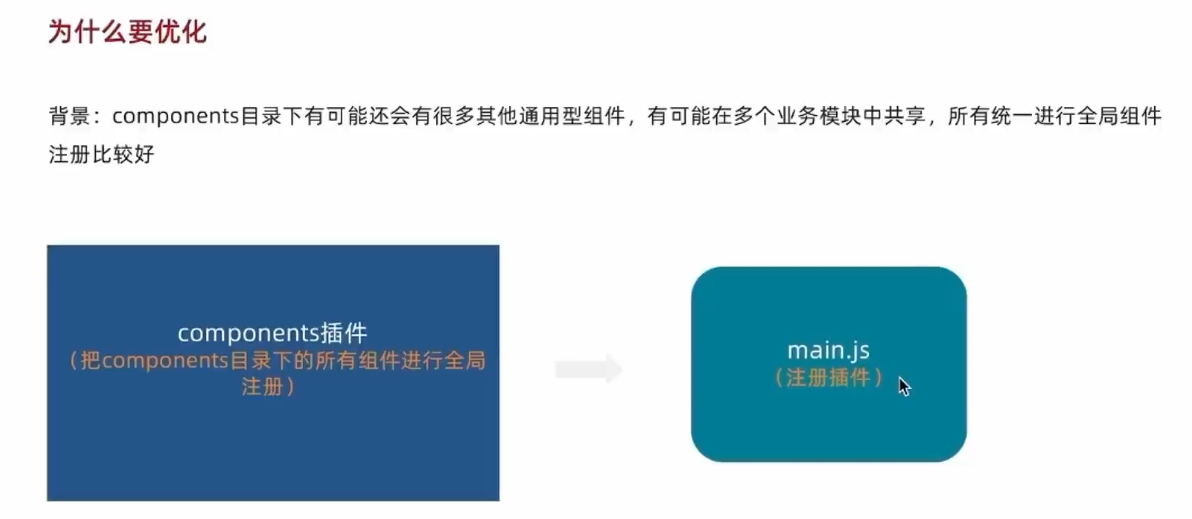 为什么要优化
背景：components目录下有可能还会有很多其他通用型组件，有可能在多个业务模块中共享，所有统一进行全局组件
注册比较好
components插件
（把components目录下的所有组件进行全局
注册）
main.js
（注册插件）